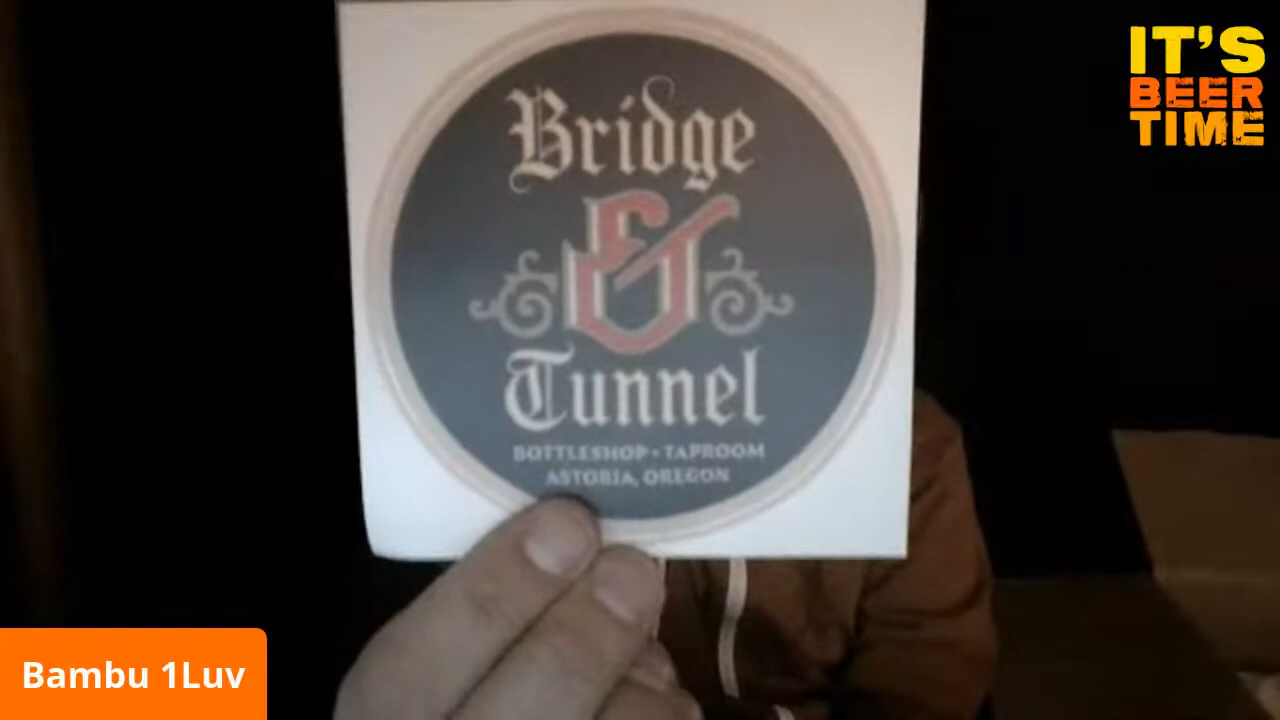 IT'S
BEER
TIME
Bridge
&
Tunnel
BOTTLESHOP • TAPROOM
ASTORIA, OREGON
Bambu 1Luv